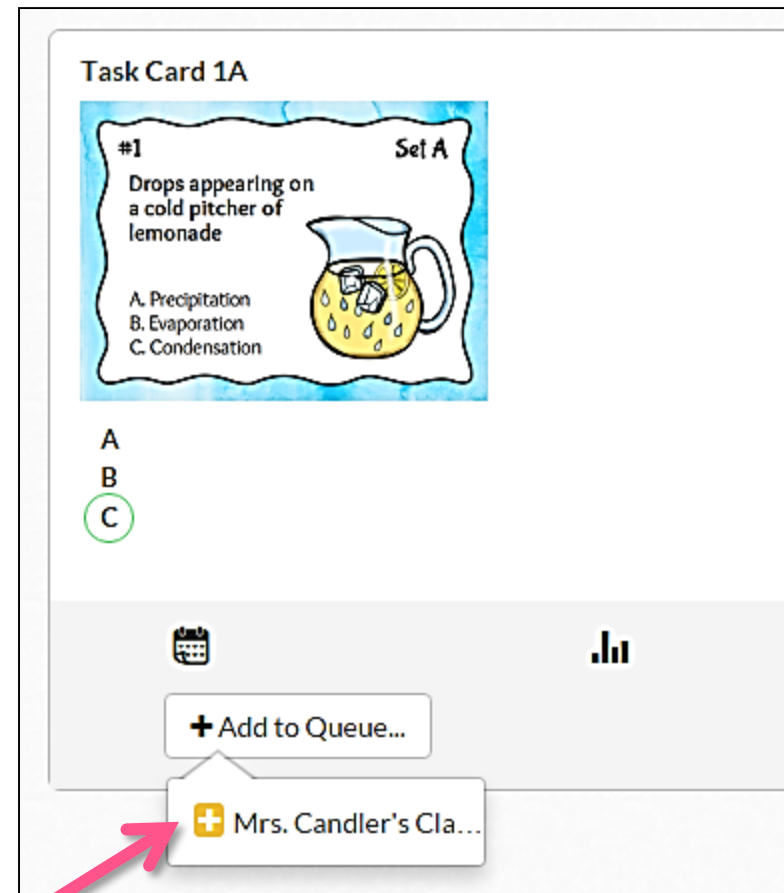 Task Card 1A
#1 Set A
Drops appearing on
a cold pitcher of
lemonade
A. Precipitation
B. Evaporation
C. Condensation
A
B
C
+Add to Queue...
Mrs. Candler's Cla...